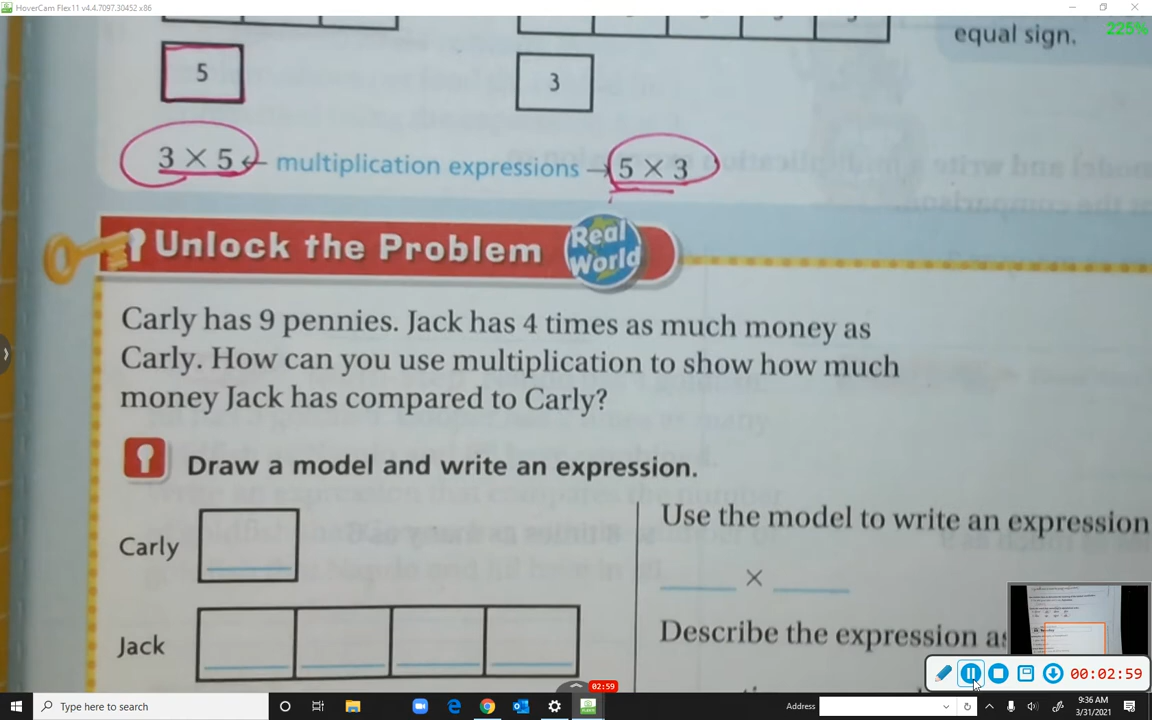 HoverCam Flex11 v4.4.7097.30452 x86
225%
equal sign.
5
3
3 × 5 ← multiplication expressions → 5 × 3
Unlock the Problem
Real World
Carly has 9 pennies. Jack has 4 times as much money as
Carly. How can you use multiplication to show how much
money Jack has compared to Carly?
Draw a model and write an expression.
Use the model to write an expression
Carly
×
Describe the expression as
Jack
00:02:59
02:59
Type here to search
Address
9:36 AM
3/31/2021